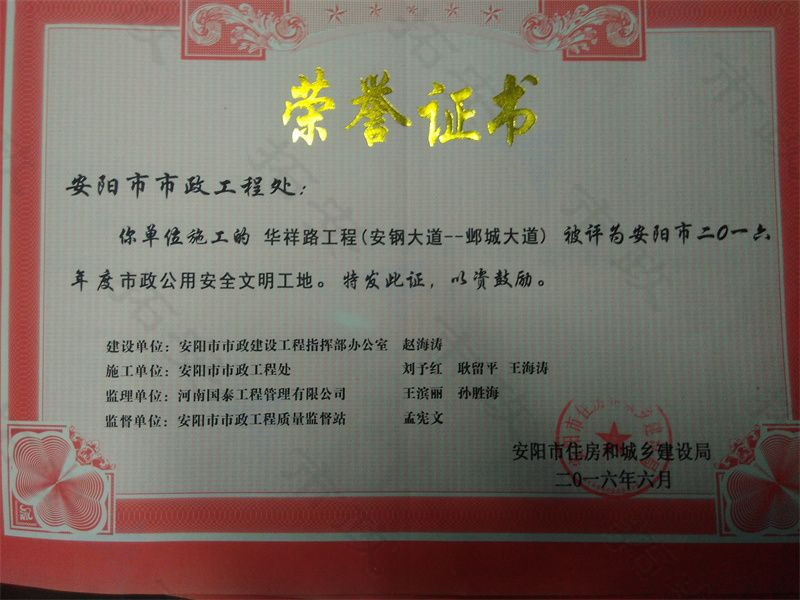 荣誉证书
安阳市市政工程处：
你单位施工的 华祥路工程(安钢大道--邺城大道) 被评为安阳市二0一六
年度市政公用安全文明工地。特发此证，以资鼓励。
建设单位：安阳市市政建设工程指挥部办公室 赵海涛
施工单位：安阳市市政工程处 刘予红 耿留平 王海涛
监理单位：河南国泰工程管理有限公司 王滨丽 孙胜海
监督单位：安阳市市政工程质量监督站 孟宪文
安阳市住房和城乡建设局
二0一六年六月